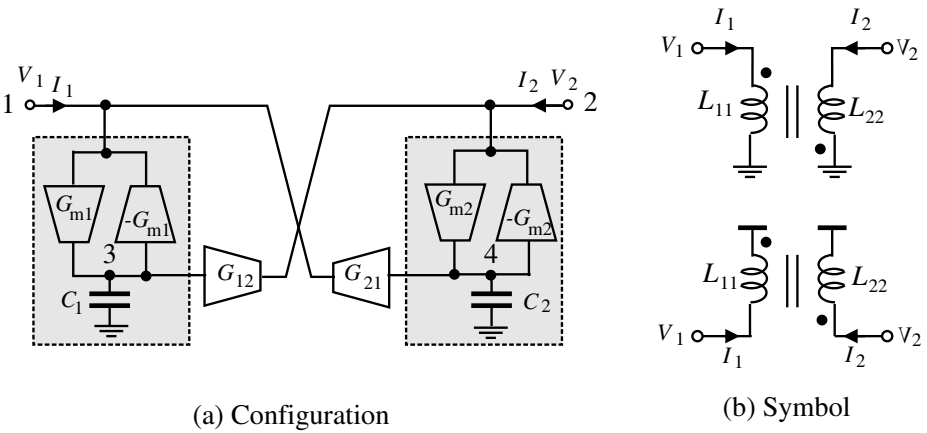 V1 I1
1
I2 V2
2
Gm1
-Gm1
3
C1
G12
G21
Gm2
-Gm2
4
C2
(a) Configuration
I1
V1
I2
V2
L11
L22
L11
L22
V1
I1
I2
V2
(b) Symbol